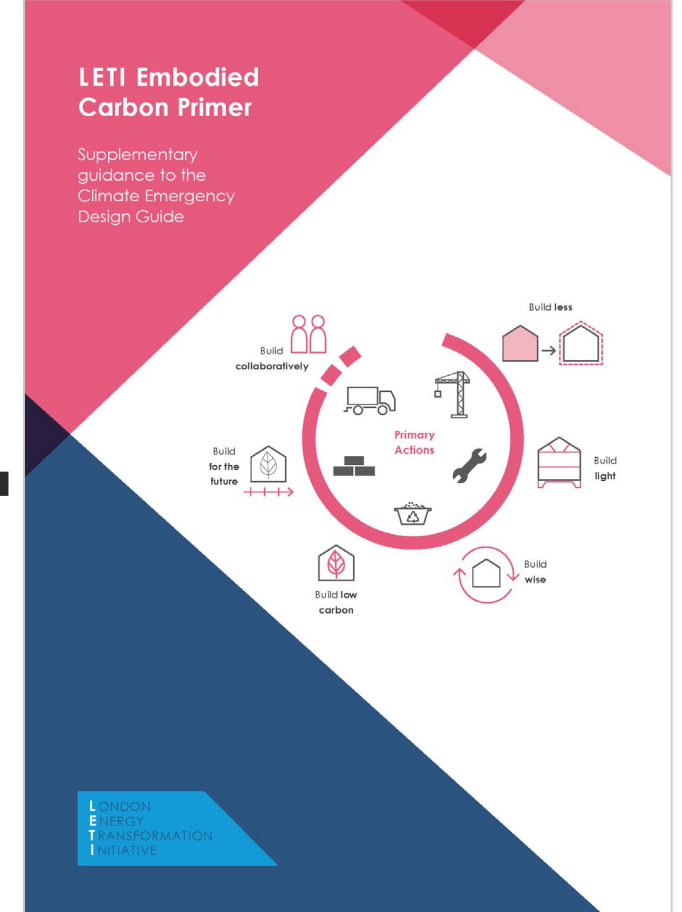 LETI Embodied
Carbon Primer
Supplementary
guidance to the
Climate Emergency
Design Guide
Build less
Build
collaboratively
Primary
Actions
Build
for the
future
Build
light
Build
wise
Build low
carbon
LONDON
ENERGY
TRANSFORMATION
INITIATIVE